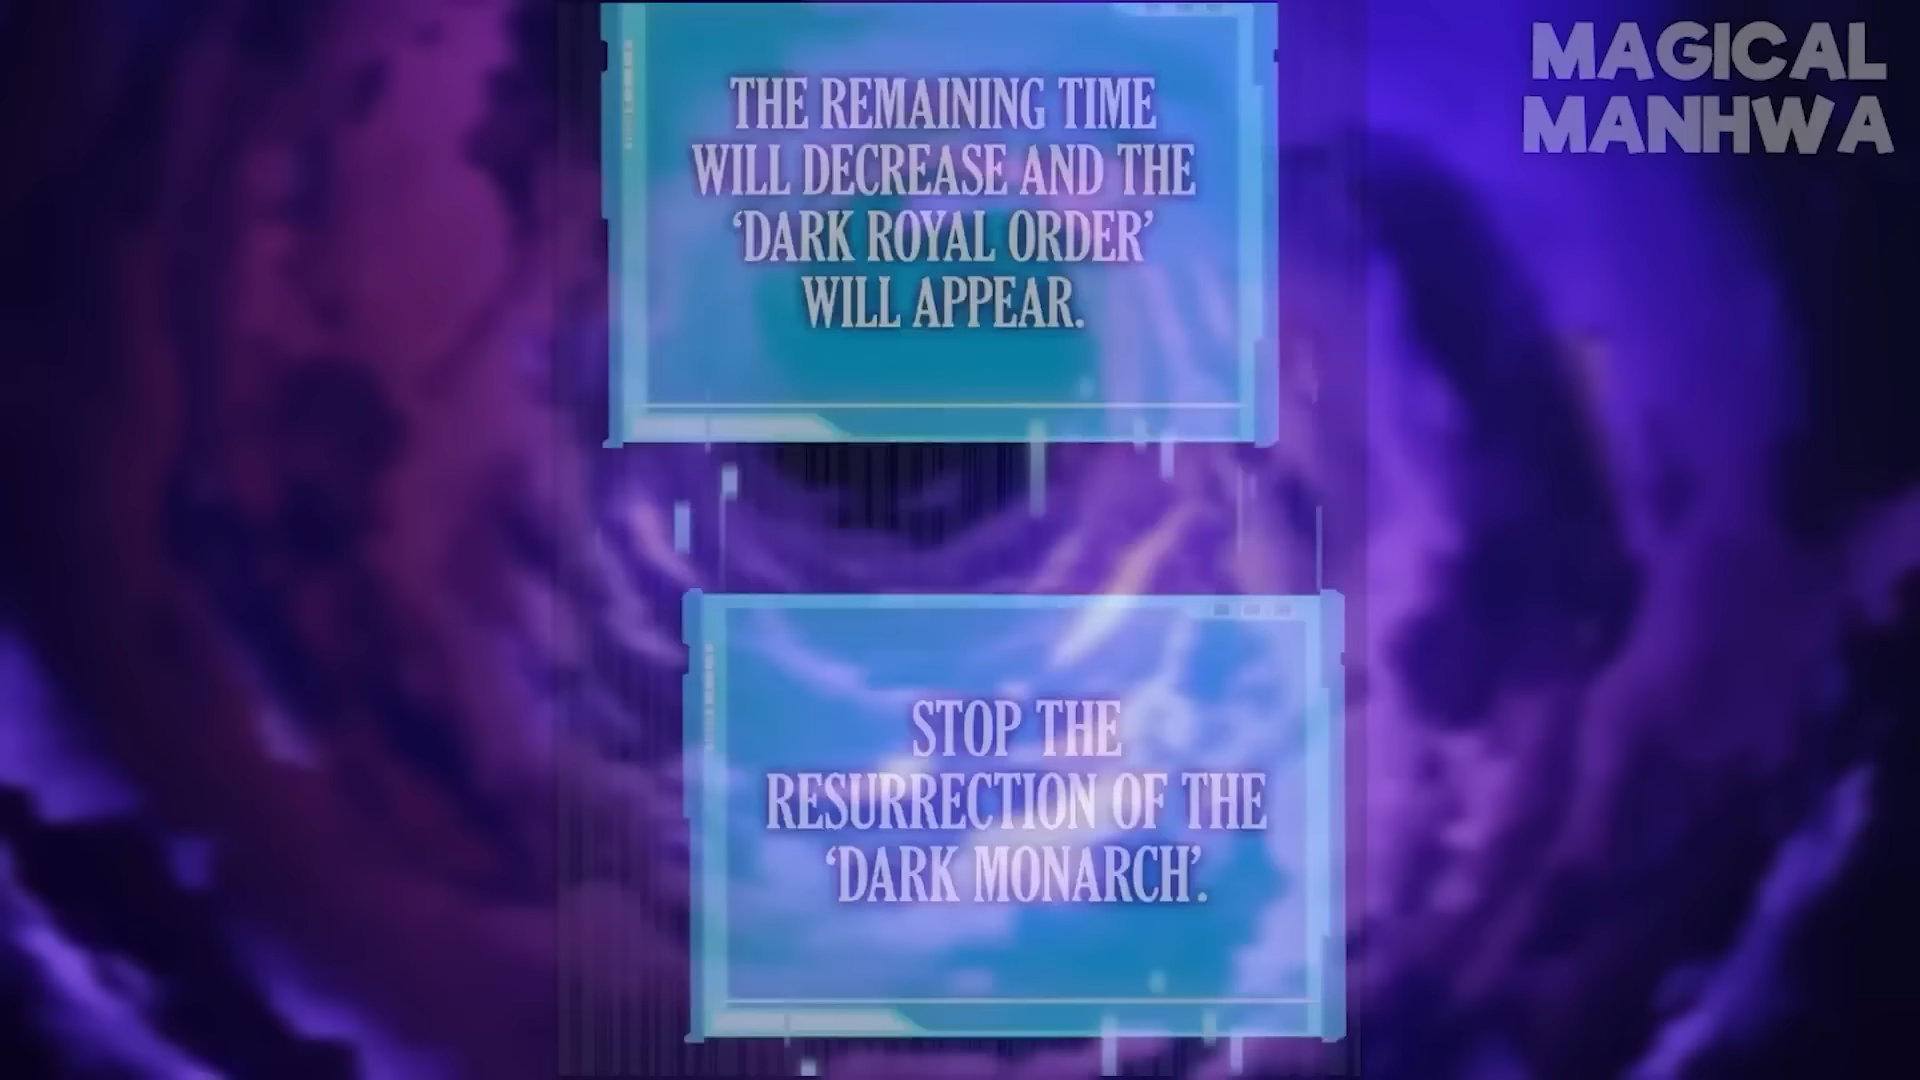 MAGICAL
MANHWA
THE REMAINING TIME
WILL DECREASE AND THE
‘DARK ROYAL ORDER’
WILL APPEAR.
STOP THE
RESURRECTION OF THE
‘DARK MONARCH’.